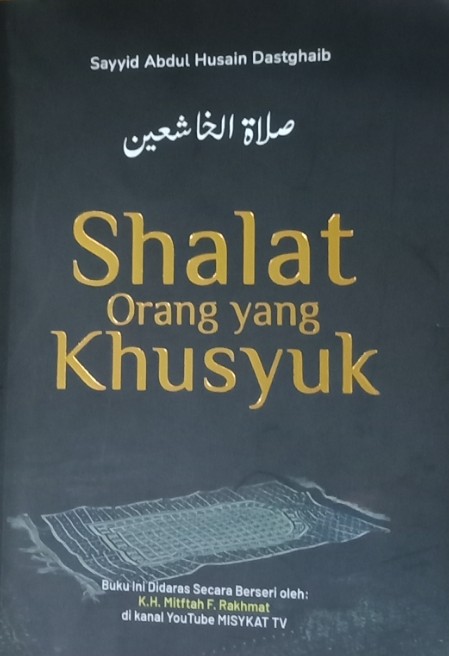 Sayyid Abdul Husain Dastghaib
صلاة الخاشعين
Shalat
Orang yang
Khusyuk
Buku Ini Didaras Secara Berseri oleh:
K.H. Mitftah F. Rakhmat
di kanal YouTube MISYKAT TV